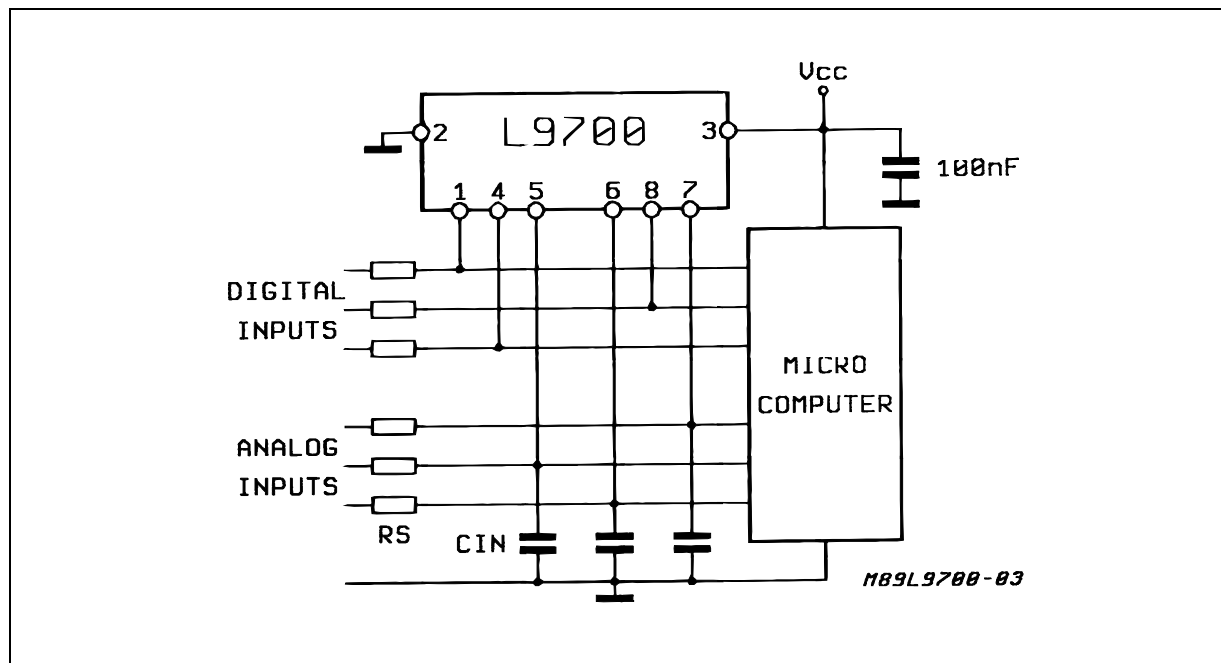 Vcc
2 L9700 3
100nF
1 4 5 6 8 7
DIGITAL
INPUTS
MICRO
COMPUTER
ANALOG
INPUTS
RS
CIN
M89L9700-03